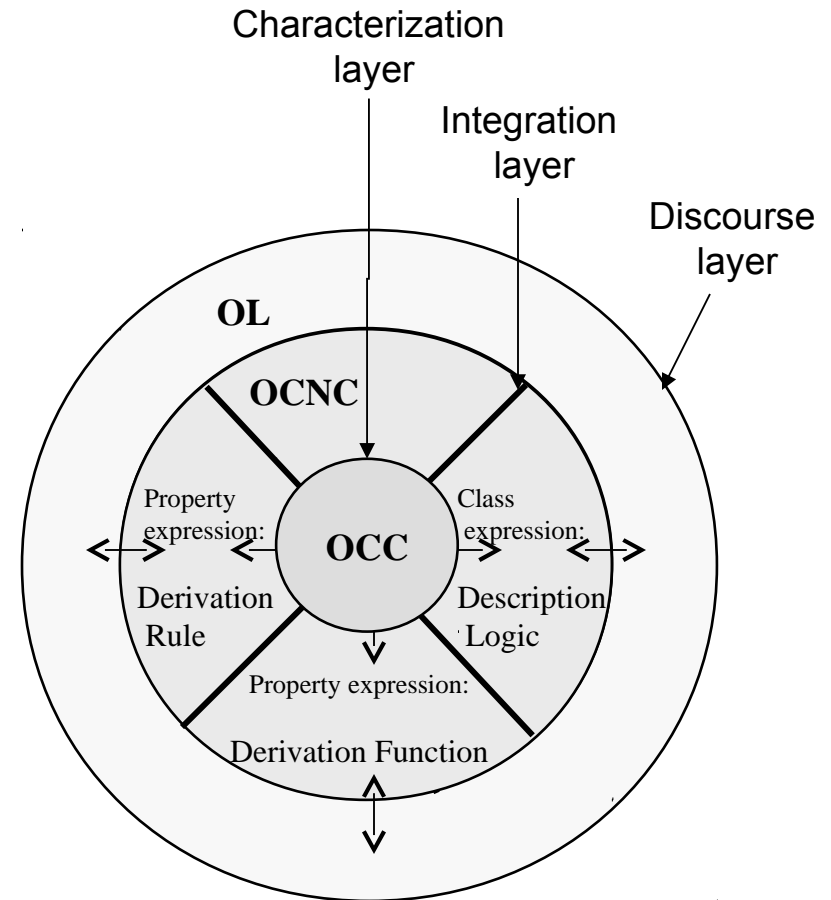 Characterization
layer
Integration
layer
Discourse
layer
OL
OCNC
Property
expression:
Class
expression:
OCC
Derivation
Rule
Description
Logic
Property expression:
Derivation Function